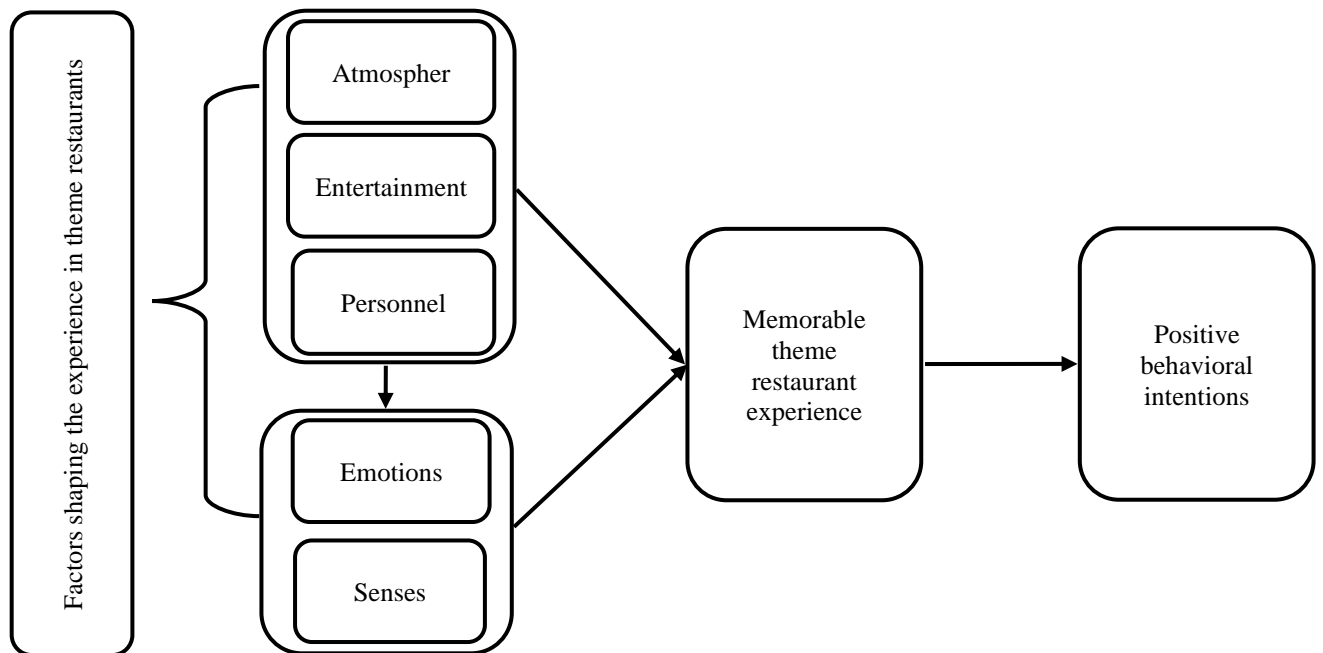 Factors shaping the experience in theme restaurants
Atmospher
Entertainment
Personnel
Emotions
Senses
Memorable
theme
restaurant
experience
Positive
behavioral
intentions